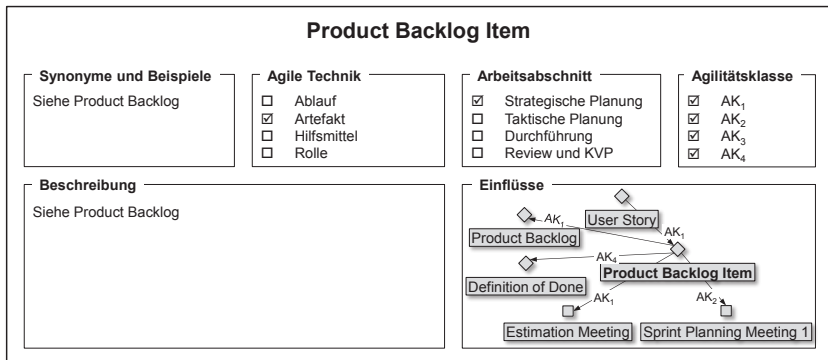 Product Backlog Item
Synonyme und Beispiele
Siehe Product Backlog
Agile Technik
☐ Ablauf
☑ Artefakt
☐ Hilfsmittel
☐ Rolle
Arbeitsabschnitt
☑ Strategische Planung
☐ Taktische Planung
☐ Durchführung
☐ Review und KVP
Agilitätsklasse
☑ AK₁
☑ AK₂
☑ AK₃
☑ AK₄
Beschreibung
Siehe Product Backlog
Einflüsse
AK₁
User Story
Product Backlog
AK₁
AK₄
Product Backlog Item
Definition of Done
AK₁
AK₂
Estimation Meeting
Sprint Planning Meeting 1